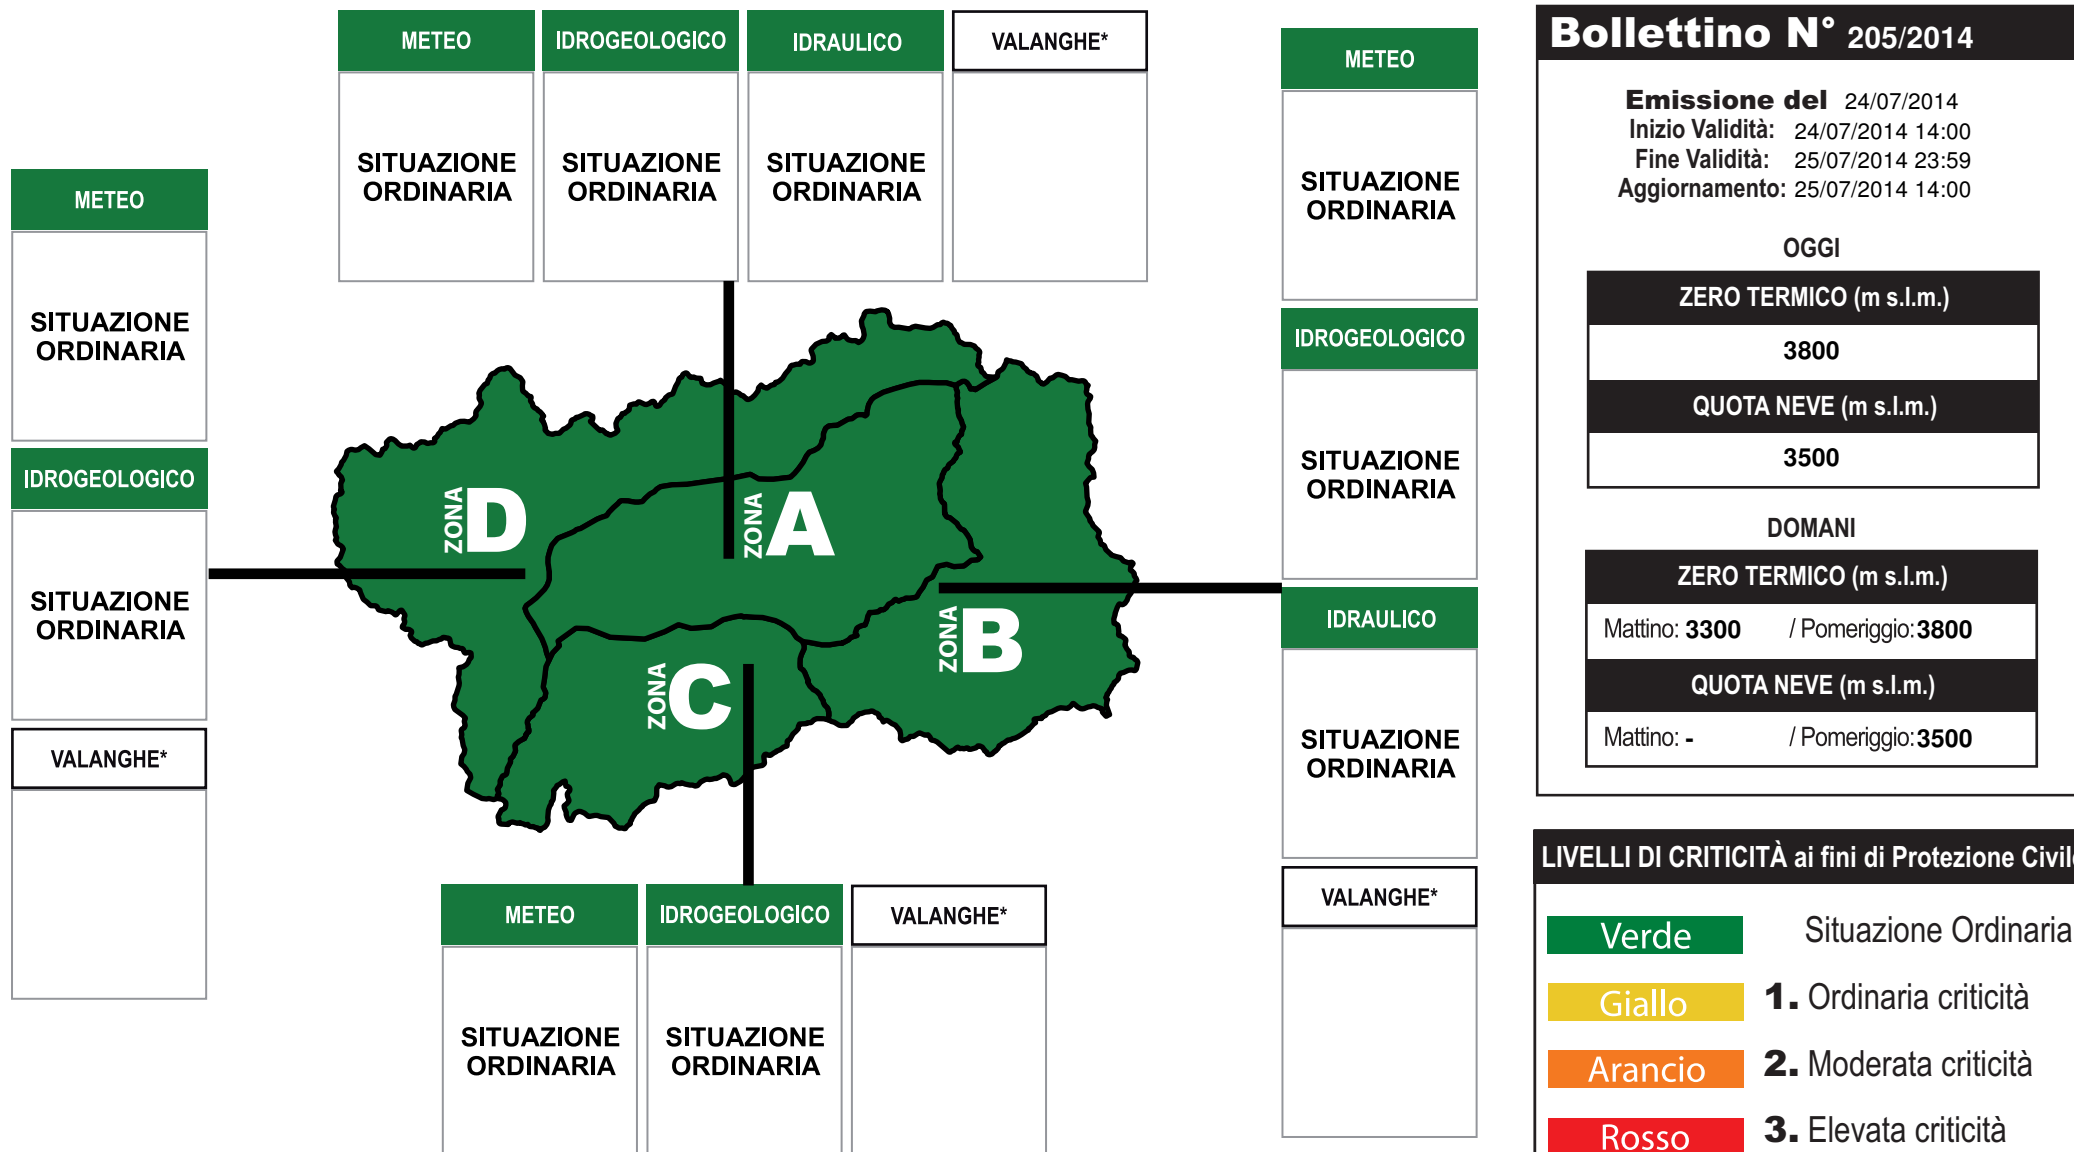 METEO
IDROGEOLOGICO
IDRAULICO
VALANGHE*
SITUAZIONE
ORDINARIA
SITUAZIONE
ORDINARIA
SITUAZIONE
ORDINARIA
METEO
SITUAZIONE
ORDINARIA
IDROGEOLOGICO
SITUAZIONE
ORDINARIA
VALANGHE*
ZONA D
ZONA A
ZONA B
ZONA C
METEO
IDROGEOLOGICO
VALANGHE*
SITUAZIONE
ORDINARIA
SITUAZIONE
ORDINARIA
METEO
SITUAZIONE
ORDINARIA
IDROGEOLOGICO
SITUAZIONE
ORDINARIA
IDRAULICO
SITUAZIONE
ORDINARIA
VALANGHE*
Bollettino N° 205/2014
Emissione del 24/07/2014
Inizio Validità: 24/07/2014 14:00
Fine Validità: 25/07/2014 23:59
Aggiornamento: 25/07/2014 14:00
OGGI
ZERO TERMICO (m s.l.m.)
3800
QUOTA NEVE (m s.l.m.)
3500
DOMANI
ZERO TERMICO (m s.l.m.)
Mattino: 3300 / Pomeriggio: 3800
QUOTA NEVE (m s.l.m.)
Mattino: - / Pomeriggio: 3500
LIVELLI DI CRITICITÀ ai fini di Protezione Civile
Verde Situazione Ordinaria
Giallo 1. Ordinaria criticità
Arancio 2. Moderata criticità
Rosso 3. Elevata criticità